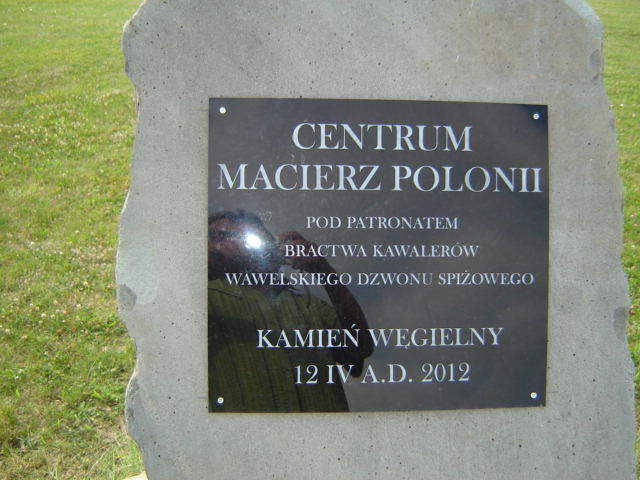 CENTRUM
MACIERZ POLONII
POD PATRONATEM
BRACTWA KAWALERÓW
WAWELSKIEGO DZWONU SPIŻOWEGO
KAMIEŃ WĘGIELNY
12 IV A.D. 2012